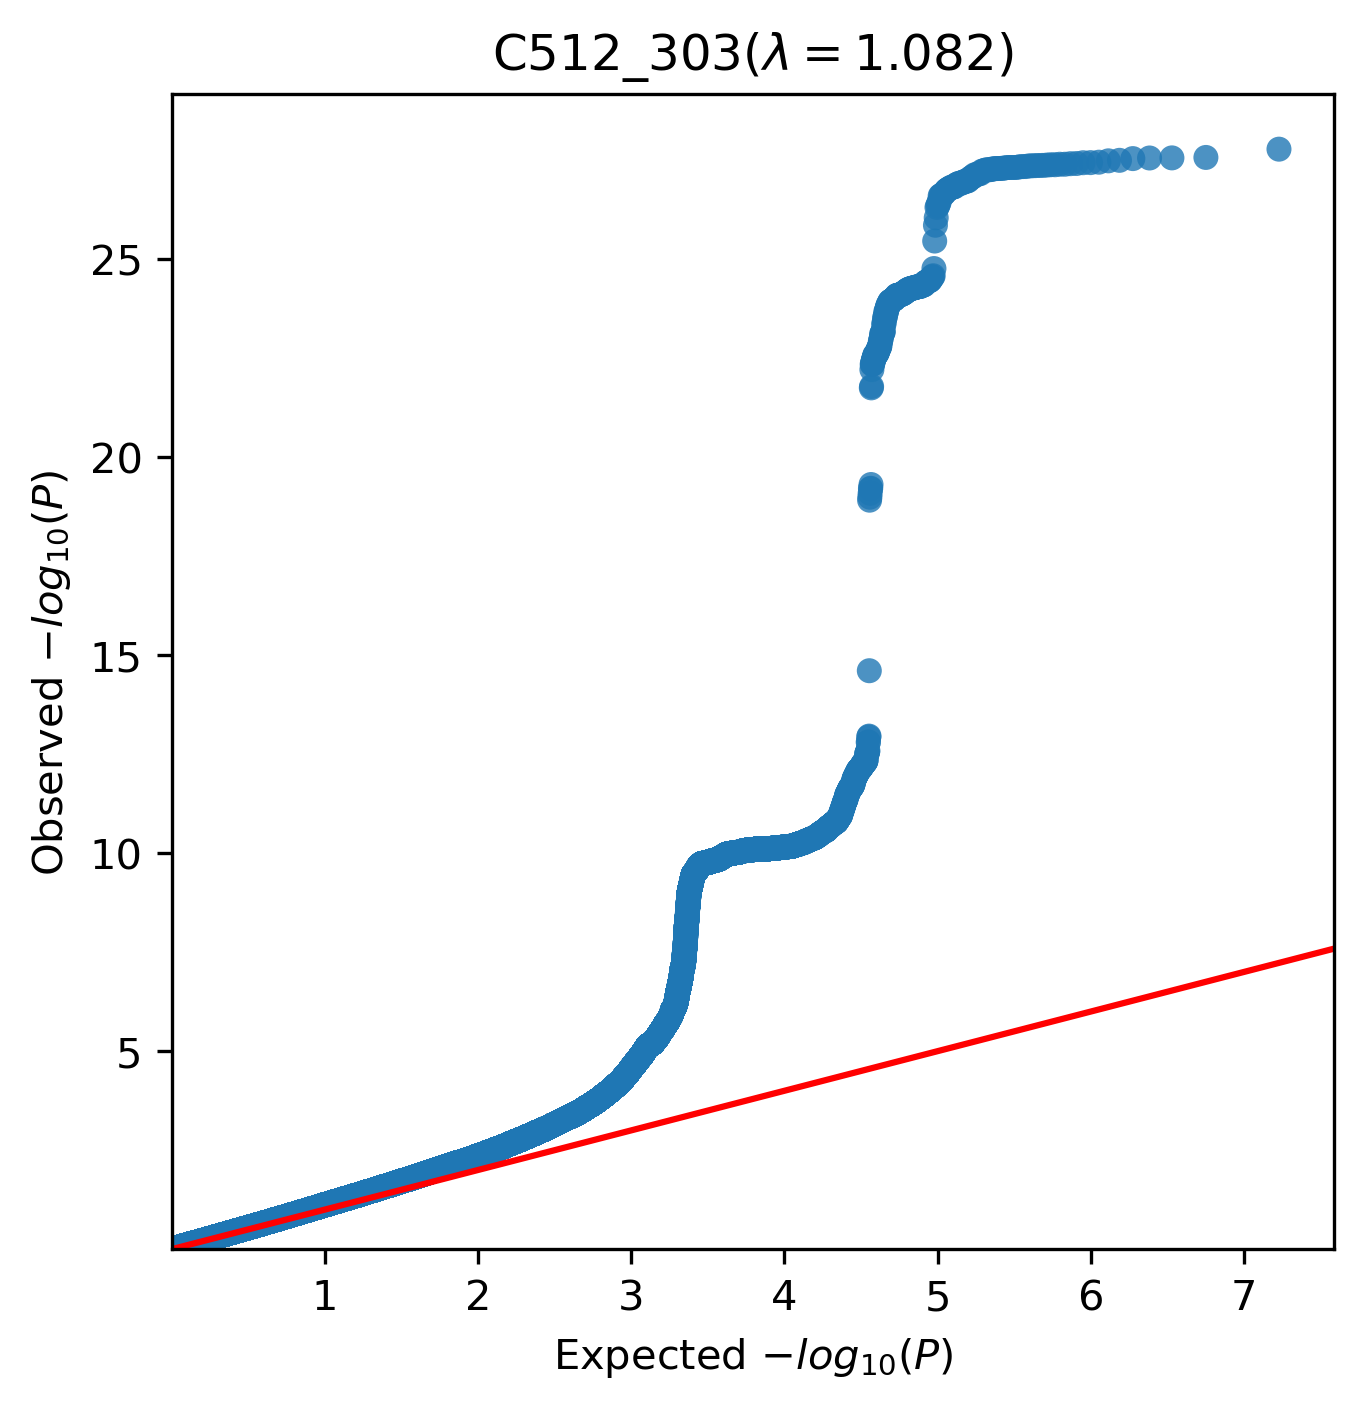 C512_303(λ = 1.082)
Observed −log₁₀(P)
25
20
15
10
5
1 2 3 4 5 6 7
Expected −log₁₀(P)